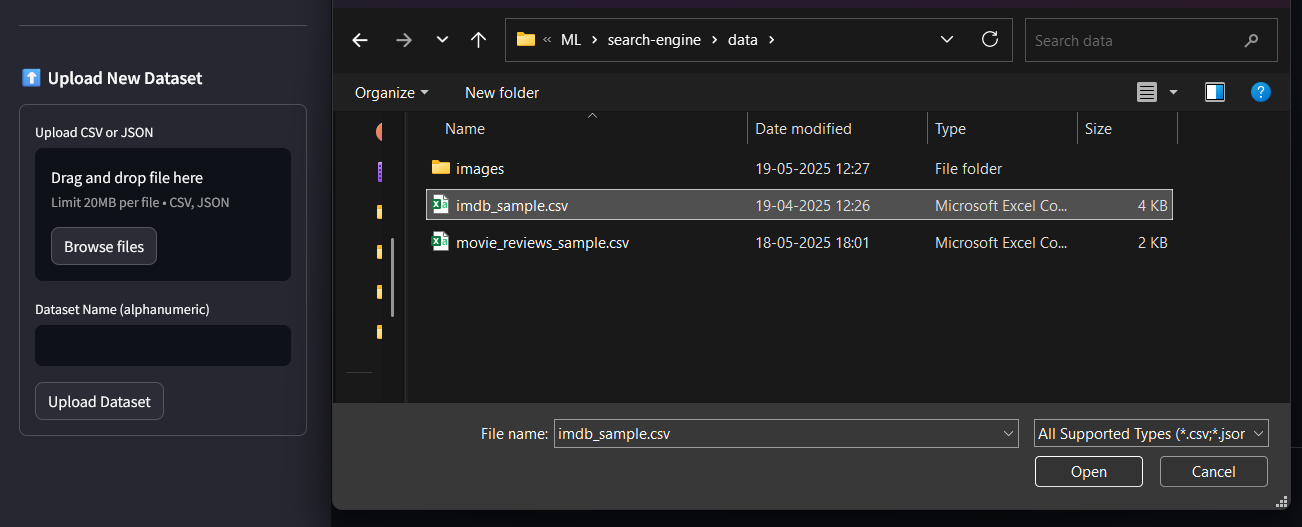 Upload New Dataset
Upload CSV or JSON
Drag and drop file here
Limit 20MB per file • CSV, JSON
Browse files
Dataset Name (alphanumeric)
Upload Dataset
« ML > search-engine > data >
Search data
Organize
New folder
Name Date modified Type Size
images 19-05-2025 12:27 File folder
imdb_sample.csv 19-04-2025 12:26 Microsoft Excel Co... 4 KB
movie_reviews_sample.csv 18-05-2025 18:01 Microsoft Excel Co... 2 KB
File name: imdb_sample.csv All Supported Types (*.csv;*.jsor
Open Cancel